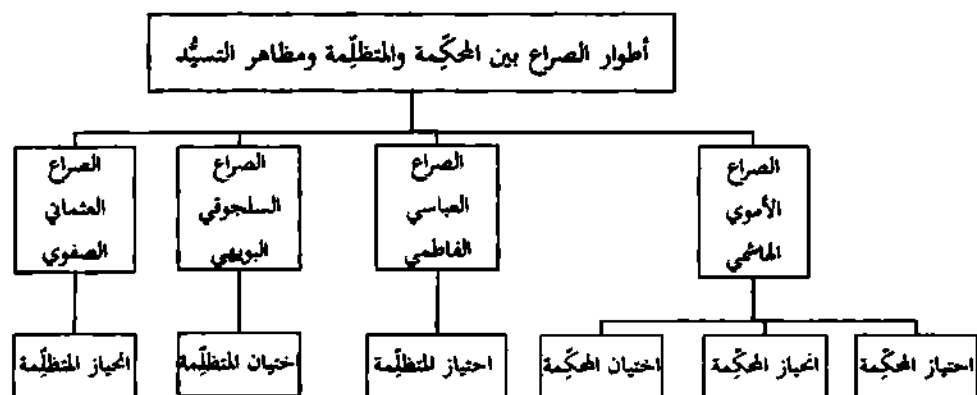 أطوار الصراع بين المحكِّمة والمتظلِّمة ومظاهر التسيُّد
الصراع
الأموي
الهاشمي
الصراع
العباسي
الفاطمي
الصراع
السلجوقي
البويهي
الصراع
العثماني
الصفوي
احتياز المحكِّمة
انحياز المحكِّمة
اختيان المحكِّمة
احتياز المتظلِّمة
اختيان المتظلِّمة
انحياز المتظلِّمة